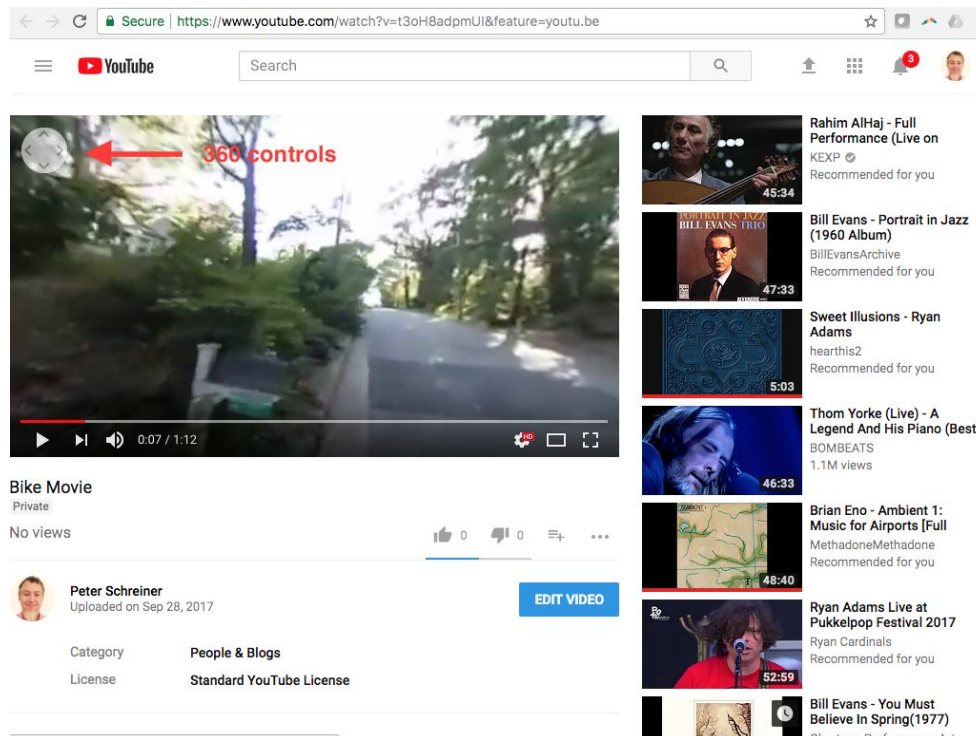 Secure | https://www.youtube.com/watch?v=t3oH8adpmUI&feature=youtu.be
YouTube
Search
3
360 controls
0:07 / 1:12
HD
Bike Movie
Private
No views
0
0
Peter Schreiner
Uploaded on Sep 28, 2017
EDIT VIDEO
Category People & Blogs
License Standard YouTube License
Rahim AlHaj - Full
Performance (Live on
KEXP
Recommended for you
45:34
PORTRAIT IN JAZZ
BILL EVANS TRIO
Bill Evans - Portrait in Jazz
(1960 Album)
BillEvansArchive
Recommended for you
47:33
Sweet Illusions - Ryan
Adams
hearthis2
Recommended for you
5:03
Thom Yorke (Live) - A
Legend And His Piano (Best
BOMBEATS
1.1M views
46:33
Brian Eno - Ambient 1:
Music for Airports [Full
MethadoneMethadone
Recommended for you
48:40
Ryan Adams Live at
Pukkelpop Festival 2017
Ryan Cardinals
Recommended for you
52:59
Bill Evans - You Must
Believe In Spring(1977)